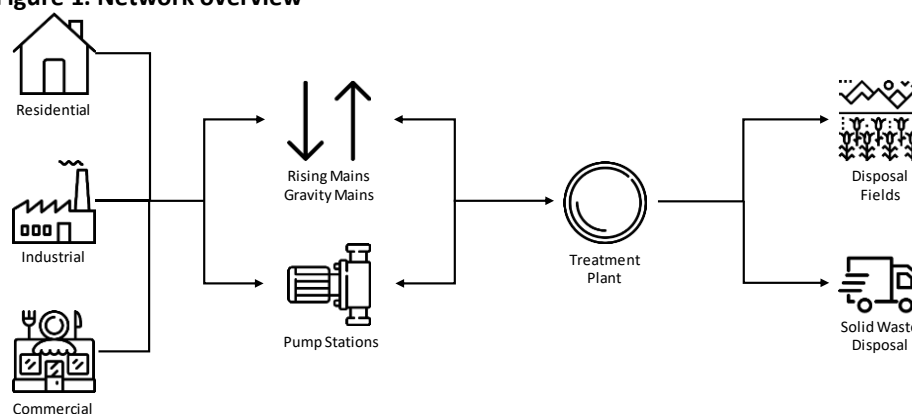 Figure 1: Network overview
Residential
Industrial
Commercial
Rising Mains
Gravity Mains
Pump Stations
Treatment
Plant
Disposal
Fields
Solid Waste
Disposal